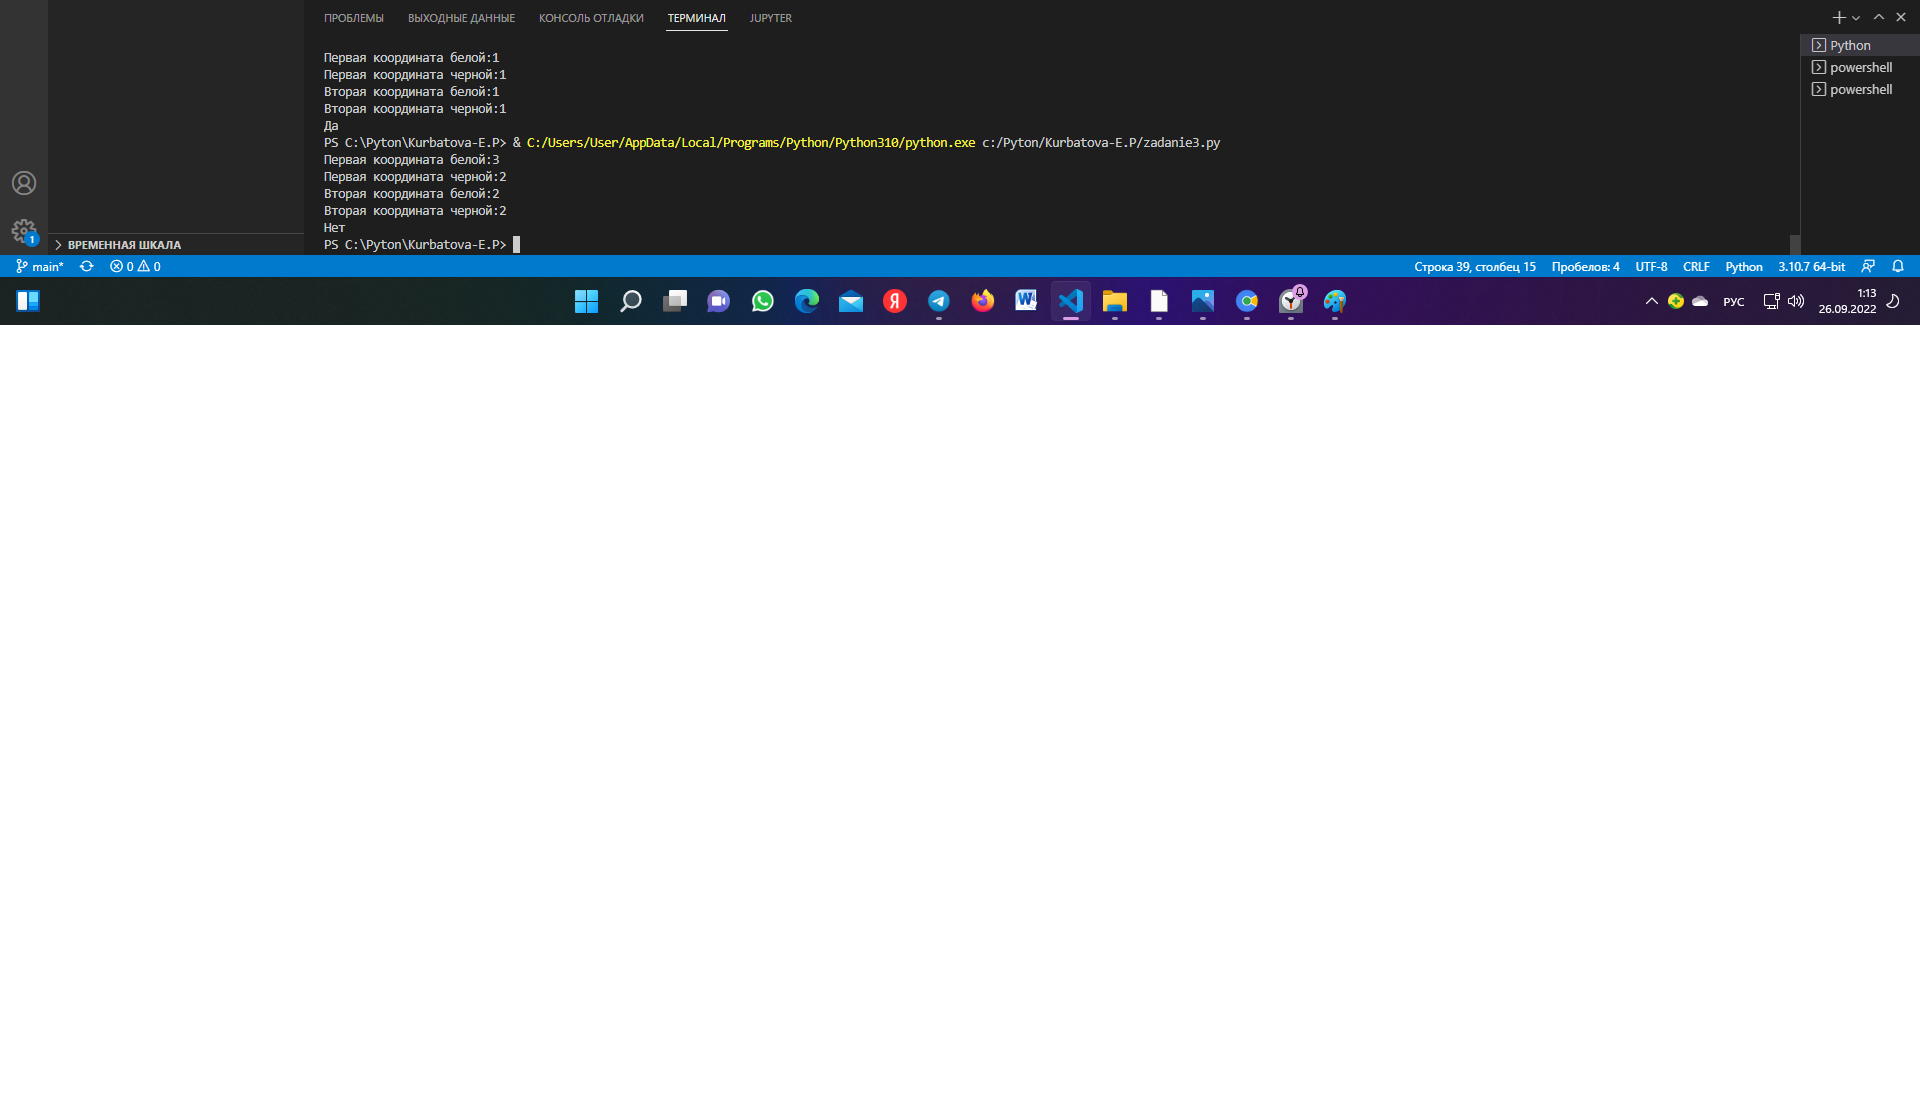 ПРОБЛЕМЫ ВЫХОДНЫЕ ДАННЫЕ КОНСОЛЬ ОТЛАДКИ ТЕРМИНАЛ JUPYTER
Первая координата белой:1
Первая координата черной:1
Вторая координата белой:1
Вторая координата черной:1
Да
PS C:\Pyton\Kurbatova-E.P> & C:/Users/User/AppData/Local/Programs/Python/Python310/python.exe c:/Pyton/Kurbatova-E.P/zadanie3.py
Первая координата белой:3
Первая координата черной:2
Вторая координата белой:2
Вторая координата черной:2
Нет
PS C:\Pyton\Kurbatova-E.P>
Python
powershell
powershell
1
ВРЕМЕННАЯ ШКАЛА
main* 0 0 Строка 39, столбец 15 Пробелов: 4 UTF-8 CRLF Python 3.10.7 64-bit
Я W РУС 1:13
26.09.2022